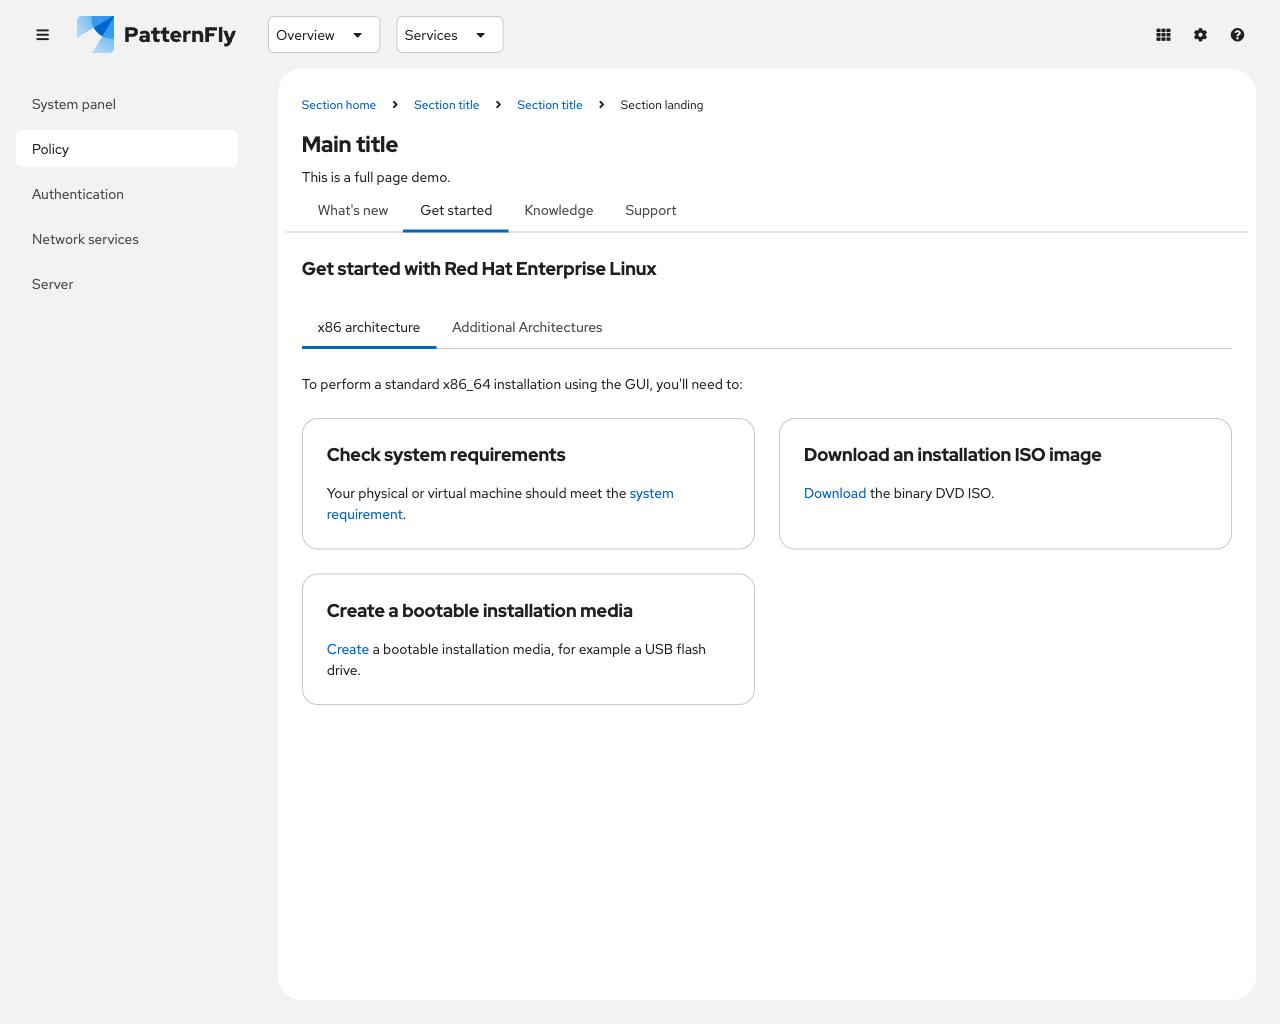 PatternFly
Overview
Services
System panel
Policy
Authentication
Network services
Server
Section home
Section title
Section title
Section landing
Main title
This is a full page demo.
What's new
Get started
Knowledge
Support
Get started with Red Hat Enterprise Linux
x86 architecture
Additional Architectures
To perform a standard x86_64 installation using the GUI, you'll need to:
Check system requirements
Your physical or virtual machine should meet the system
requirement.
Download an installation ISO image
Download the binary DVD ISO.
Create a bootable installation media
Create a bootable installation media, for example a USB flash
drive.